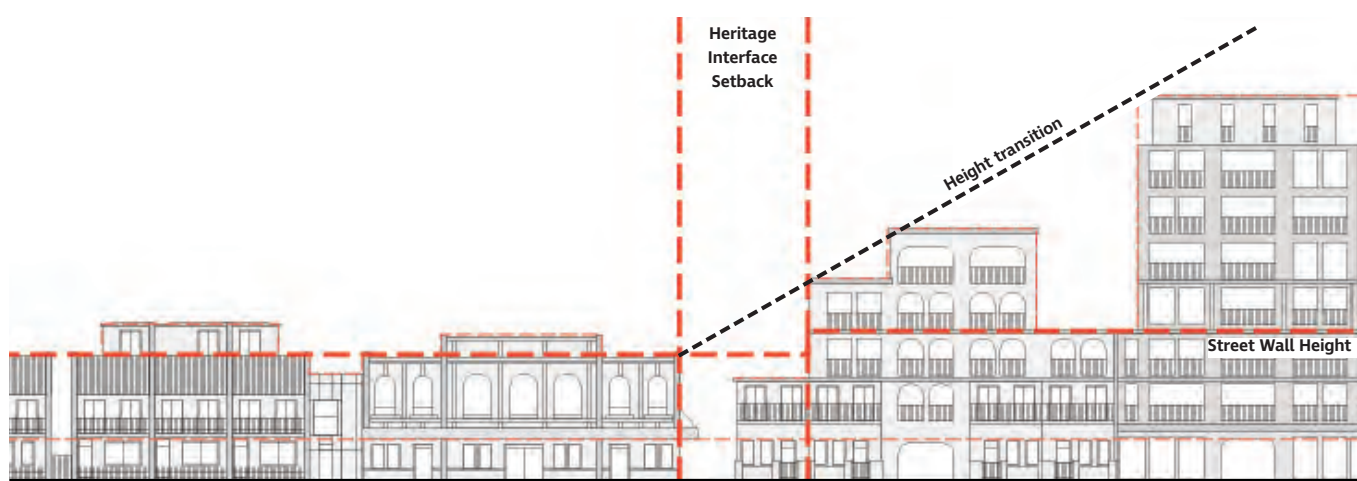 Heritage
Interface
Setback
Height transition
Street Wall Height